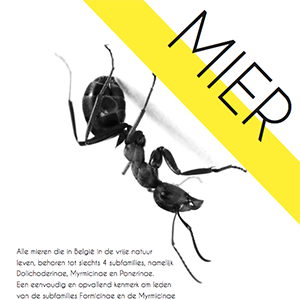 MIER
Alle mieren die in België in de vrije natuur
leven, behoren tot slechts 4 subfamilies, namelijk
Dolichoderinae, Myrmicinae en Ponerinae.
Een eenvoudig en opvallend kenmerk om leden
van de subfamilies Formicinae en de Myrmicinae